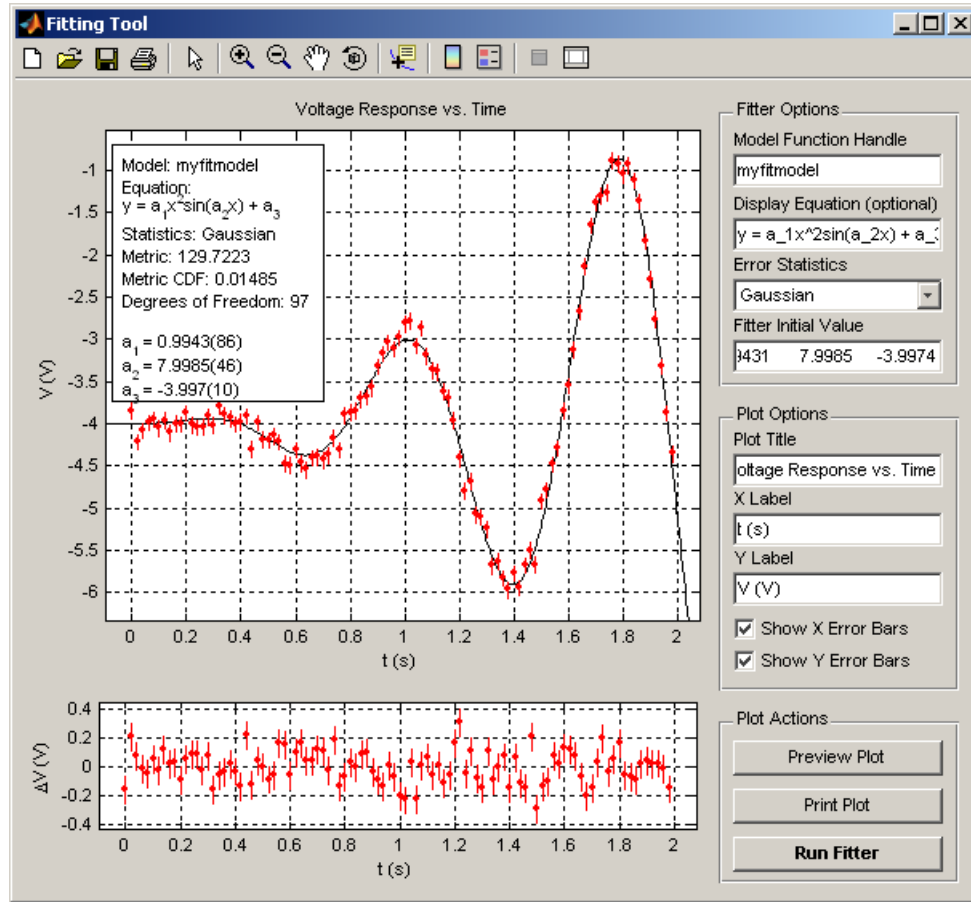 Fitting Tool
Voltage Response vs. Time
Model: myfitmodel
Equation:
y = a₁x²sin(a₂x) + a₃
Statistics: Gaussian
Metric: 129.7223
Metric CDF: 0.01485
Degrees of Freedom: 97
a₁ = 0.9943(86)
a₂ = 7.9985(46)
a₃ = -3.997(10)
V (V)
-1
-1.5
-2
-2.5
-3
-3.5
-4
-4.5
-5
-5.5
-6
0 0.2 0.4 0.6 0.8 1 1.2 1.4 1.6 1.8 2
t (s)
ΔV (V)
0.4
0.2
0
-0.2
-0.4
0 0.2 0.4 0.6 0.8 1 1.2 1.4 1.6 1.8 2
t (s)
Fitter Options
Model Function Handle
myfitmodel
Display Equation (optional)
y = a_1x^2sin(a_2x) + a_3
Error Statistics
Gaussian
Fitter Initial Value
9431 7.9985 -3.9974
Plot Options
Plot Title
oltage Response vs. Time
X Label
t (s)
Y Label
V (V)
Show X Error Bars
Show Y Error Bars
Plot Actions
Preview Plot
Print Plot
Run Fitter